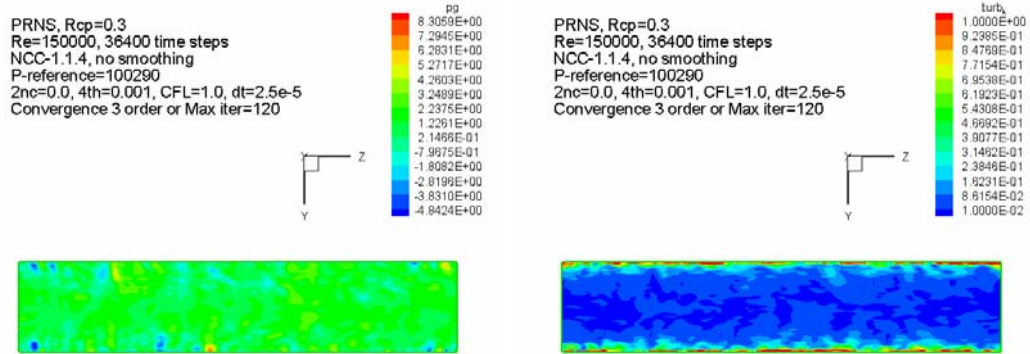 PRNS, Rcp=0.3
Re=150000, 36400 time steps
NCC-1.1.4, no smoothing
P-reference=100290
2nc=0.0, 4th=0.001, CFL=1.0, dt=2.5e-5
Convergence 3 order or Max iter=120
pg
8.3059E+00
7.2945E+00
6.2831E+00
5.2717E+00
4.2603E+00
3.2489E+00
2.2375E+00
1.2261E+00
2.1466E-01
-7.9675E-01
-1.8082E+00
-2.8196E+00
-3.8310E+00
-4.8424E+00
X
Z
Y
PRNS, Rcp=0.3
Re=150000, 36400 time steps
NCC-1.1.4, no smoothing
P-reference=100290
2nc=0.0, 4th=0.001, CFL=1.0, dt=2.5e-5
Convergence 3 order or Max iter=120
turb
1.0000E+00
9.2385E-01
8.4769E-01
7.7154E-01
6.9538E-01
6.1923E-01
5.4308E-01
4.6692E-01
3.9077E-01
3.1462E-01
2.3846E-01
1.6231E-01
8.6154E-02
1.0000E-02
X
Z
Y